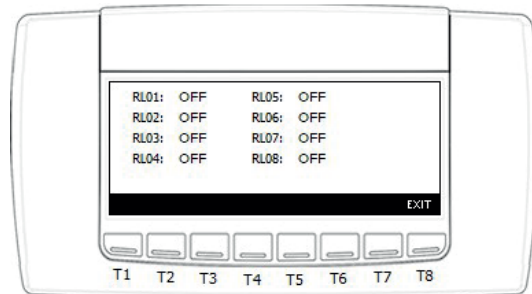 RL01: OFF RL05: OFF
RL02: OFF RL06: OFF
RL03: OFF RL07: OFF
RL04: OFF RL08: OFF
EXIT
T1 T2 T3 T4 T5 T6 T7 T8